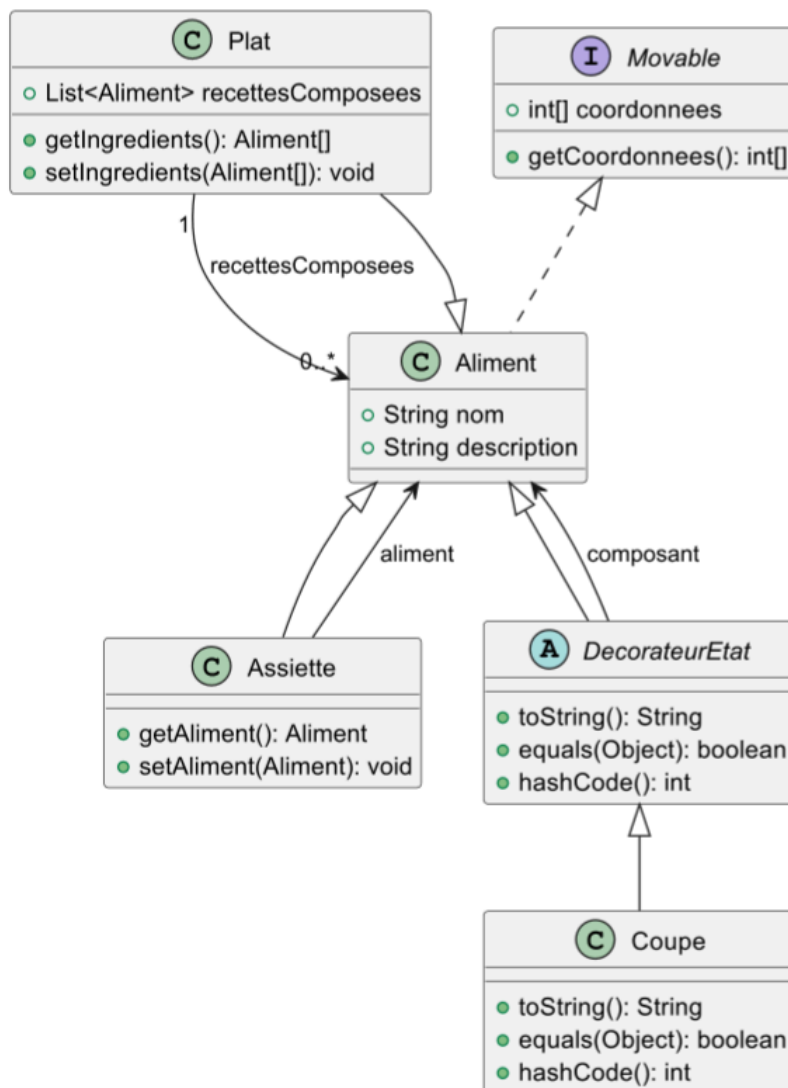 C Plat
List<Aliment> recettesComposees
getIngredients(): Aliment[]
setIngredients(Aliment[]): void
I Movable
int[] coordonnees
getCoordonnees(): int[]
1
recettesComposees
0..*
C Aliment
String nom
String description
aliment
composant
C Assiette
getAliment(): Aliment
setAliment(Aliment): void
A DecorateurEtat
toString(): String
equals(Object): boolean
hashCode(): int
C Coupe
toString(): String
equals(Object): boolean
hashCode(): int